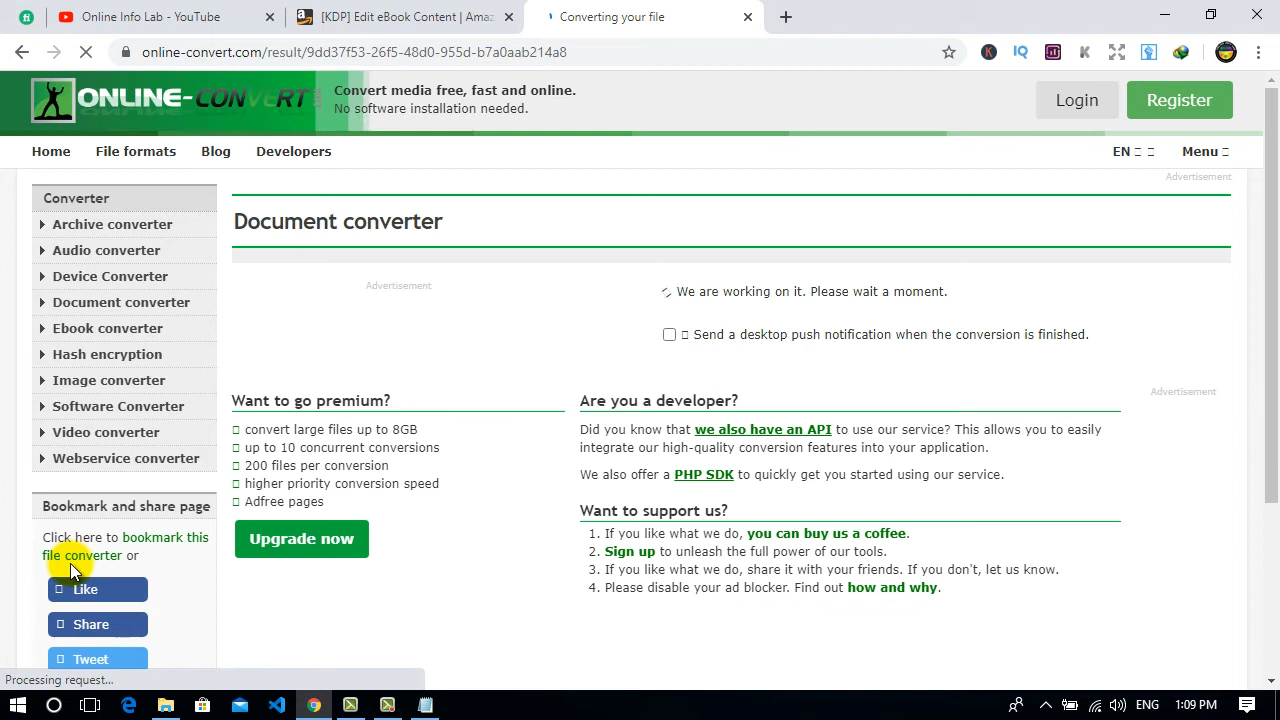 fi
Online Info Lab - YouTube
[KDP] Edit eBook Content | Amaz
Converting your file
online-convert.com/result/9dd37f53-26f5-48d0-955d-b7a0aab214a8
K
IQ
K
ONLINE-CONVERT
Convert media free, fast and online.
No software installation needed.
Login
Register
Home
File formats
Blog
Developers
EN
Menu
Advertisement
Converter
Archive converter
Audio converter
Device Converter
Document converter
Ebook converter
Hash encryption
Image converter
Software Converter
Video converter
Webservice converter
Bookmark and share page
Click here to bookmark this
file converter or
Like
Share
Tweet
Document converter
Advertisement
We are working on it. Please wait a moment.
Send a desktop push notification when the conversion is finished.
Advertisement
Want to go premium?
convert large files up to 8GB
up to 10 concurrent conversions
200 files per conversion
higher priority conversion speed
Adfree pages
Upgrade now
Are you a developer?
Did you know that we also have an API to use our service? This allows you to easily
integrate our high-quality conversion features into your application.
We also offer a PHP SDK to quickly get you started using our service.
Want to support us?
1. If you like what we do, you can buy us a coffee.
2. Sign up to unleash the full power of our tools.
3. If you like what we do, share it with your friends. If you don't, let us know.
4. Please disable your ad blocker. Find out how and why.
Processing request...
ENG
1:09 PM